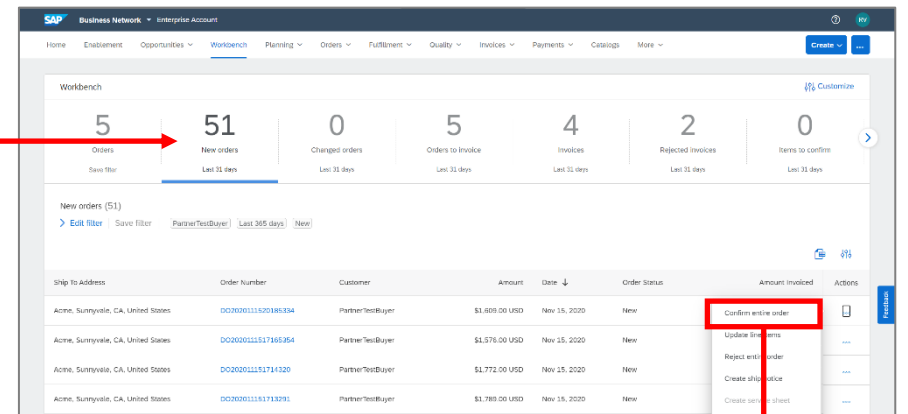 SAP Business Network Enterprise Account KV
Home Enablement Opportunities Workbench Planning Orders Fulfillment Quality Invoices Payments Catalogs More Create ...
Workbench Customize
5 51 0 5 4 2 0
Orders New orders Changed orders Orders to invoice Invoices Rejected invoices Items to confirm
Save filter Last 31 days Last 31 days Last 31 days Last 31 days Last 31 days Last 31 days
New orders (51)
Edit filter Save filter PartnerTestBuyer Last 365 days New
Ship To Address Order Number Customer Amount Date ↓ Order Status Amount Invoiced Actions
Acme, Sunnyvale, CA, United States DO2020111520185334 PartnerTestBuyer $1,609.00 USD Nov 15, 2020 New Confirm entire order
Feedback
Acme, Sunnyvale, CA, United States DO2020111517165354 PartnerTestBuyer $1,576.00 USD Nov 15, 2020 New Update line items ...
Acme, Sunnyvale, CA, United States DO202011151714320 PartnerTestBuyer $1,772.00 USD Nov 15, 2020 New Reject entire order ...
Create ship notice
Acme, Sunnyvale, CA, United States DO202011151713291 PartnerTestBuyer $1,789.00 USD Nov 15, 2020 New Create service sheet ...